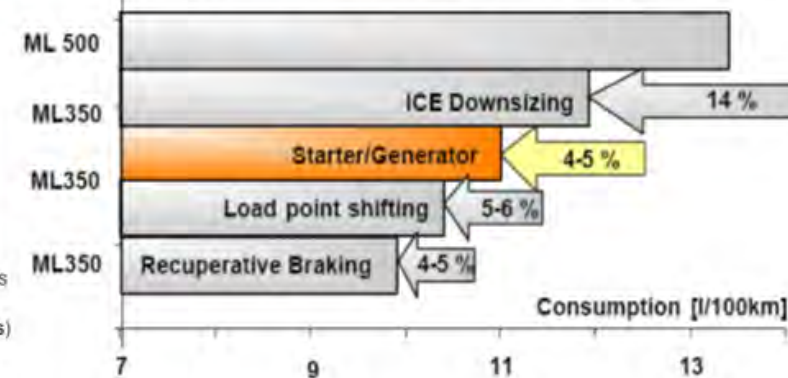 ML 500
ML350 ICE Downsizing 14 %
ML350 Starter/Generator 4-5 %
Load point shifting 5-6 %
ML350 Recuperative Braking 4-5 %
s
s)
Consumption [l/100km]
7 9 11 13